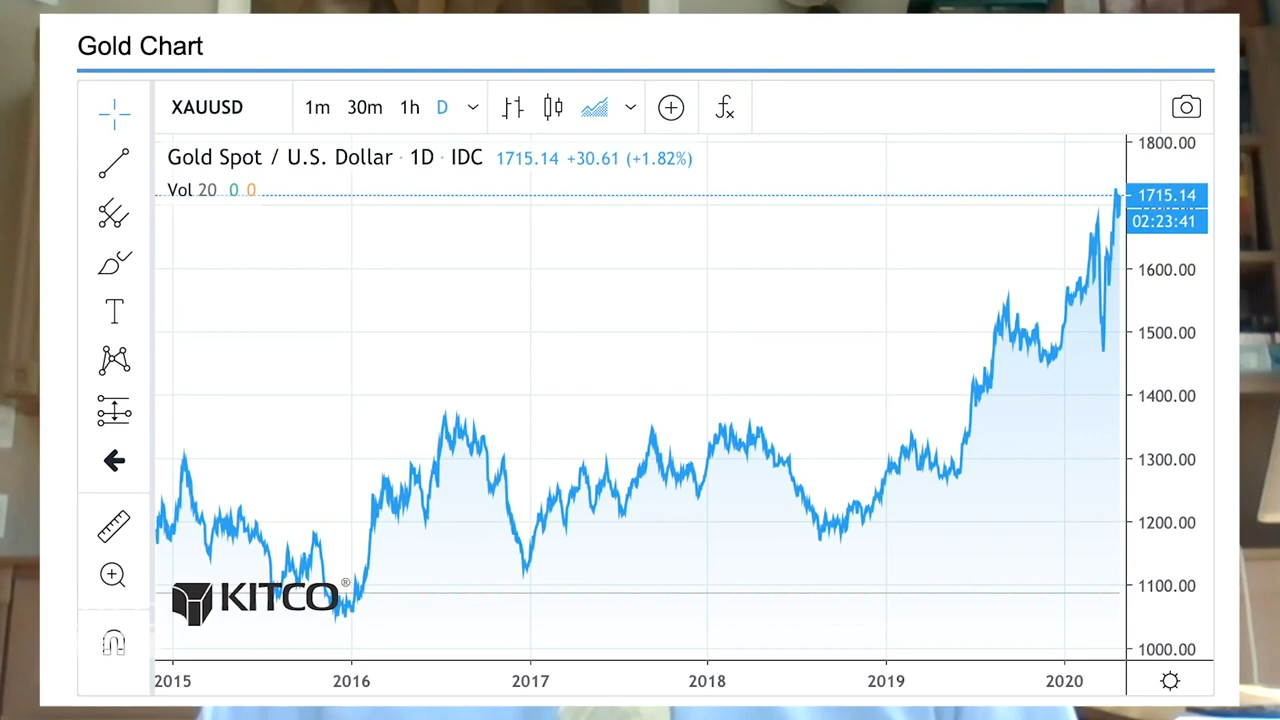 Gold Chart
XAUUSD 1m 30m 1h D
Gold Spot / U.S. Dollar · 1D · IDC 1715.14 +30.61 (+1.82%)
Vol 20 0 0
T
1800.00
1715.14
02:23:41
1600.00
1500.00
1400.00
1300.00
1200.00
1100.00
1000.00
KITCO®
2015 2016 2017 2018 2019 2020